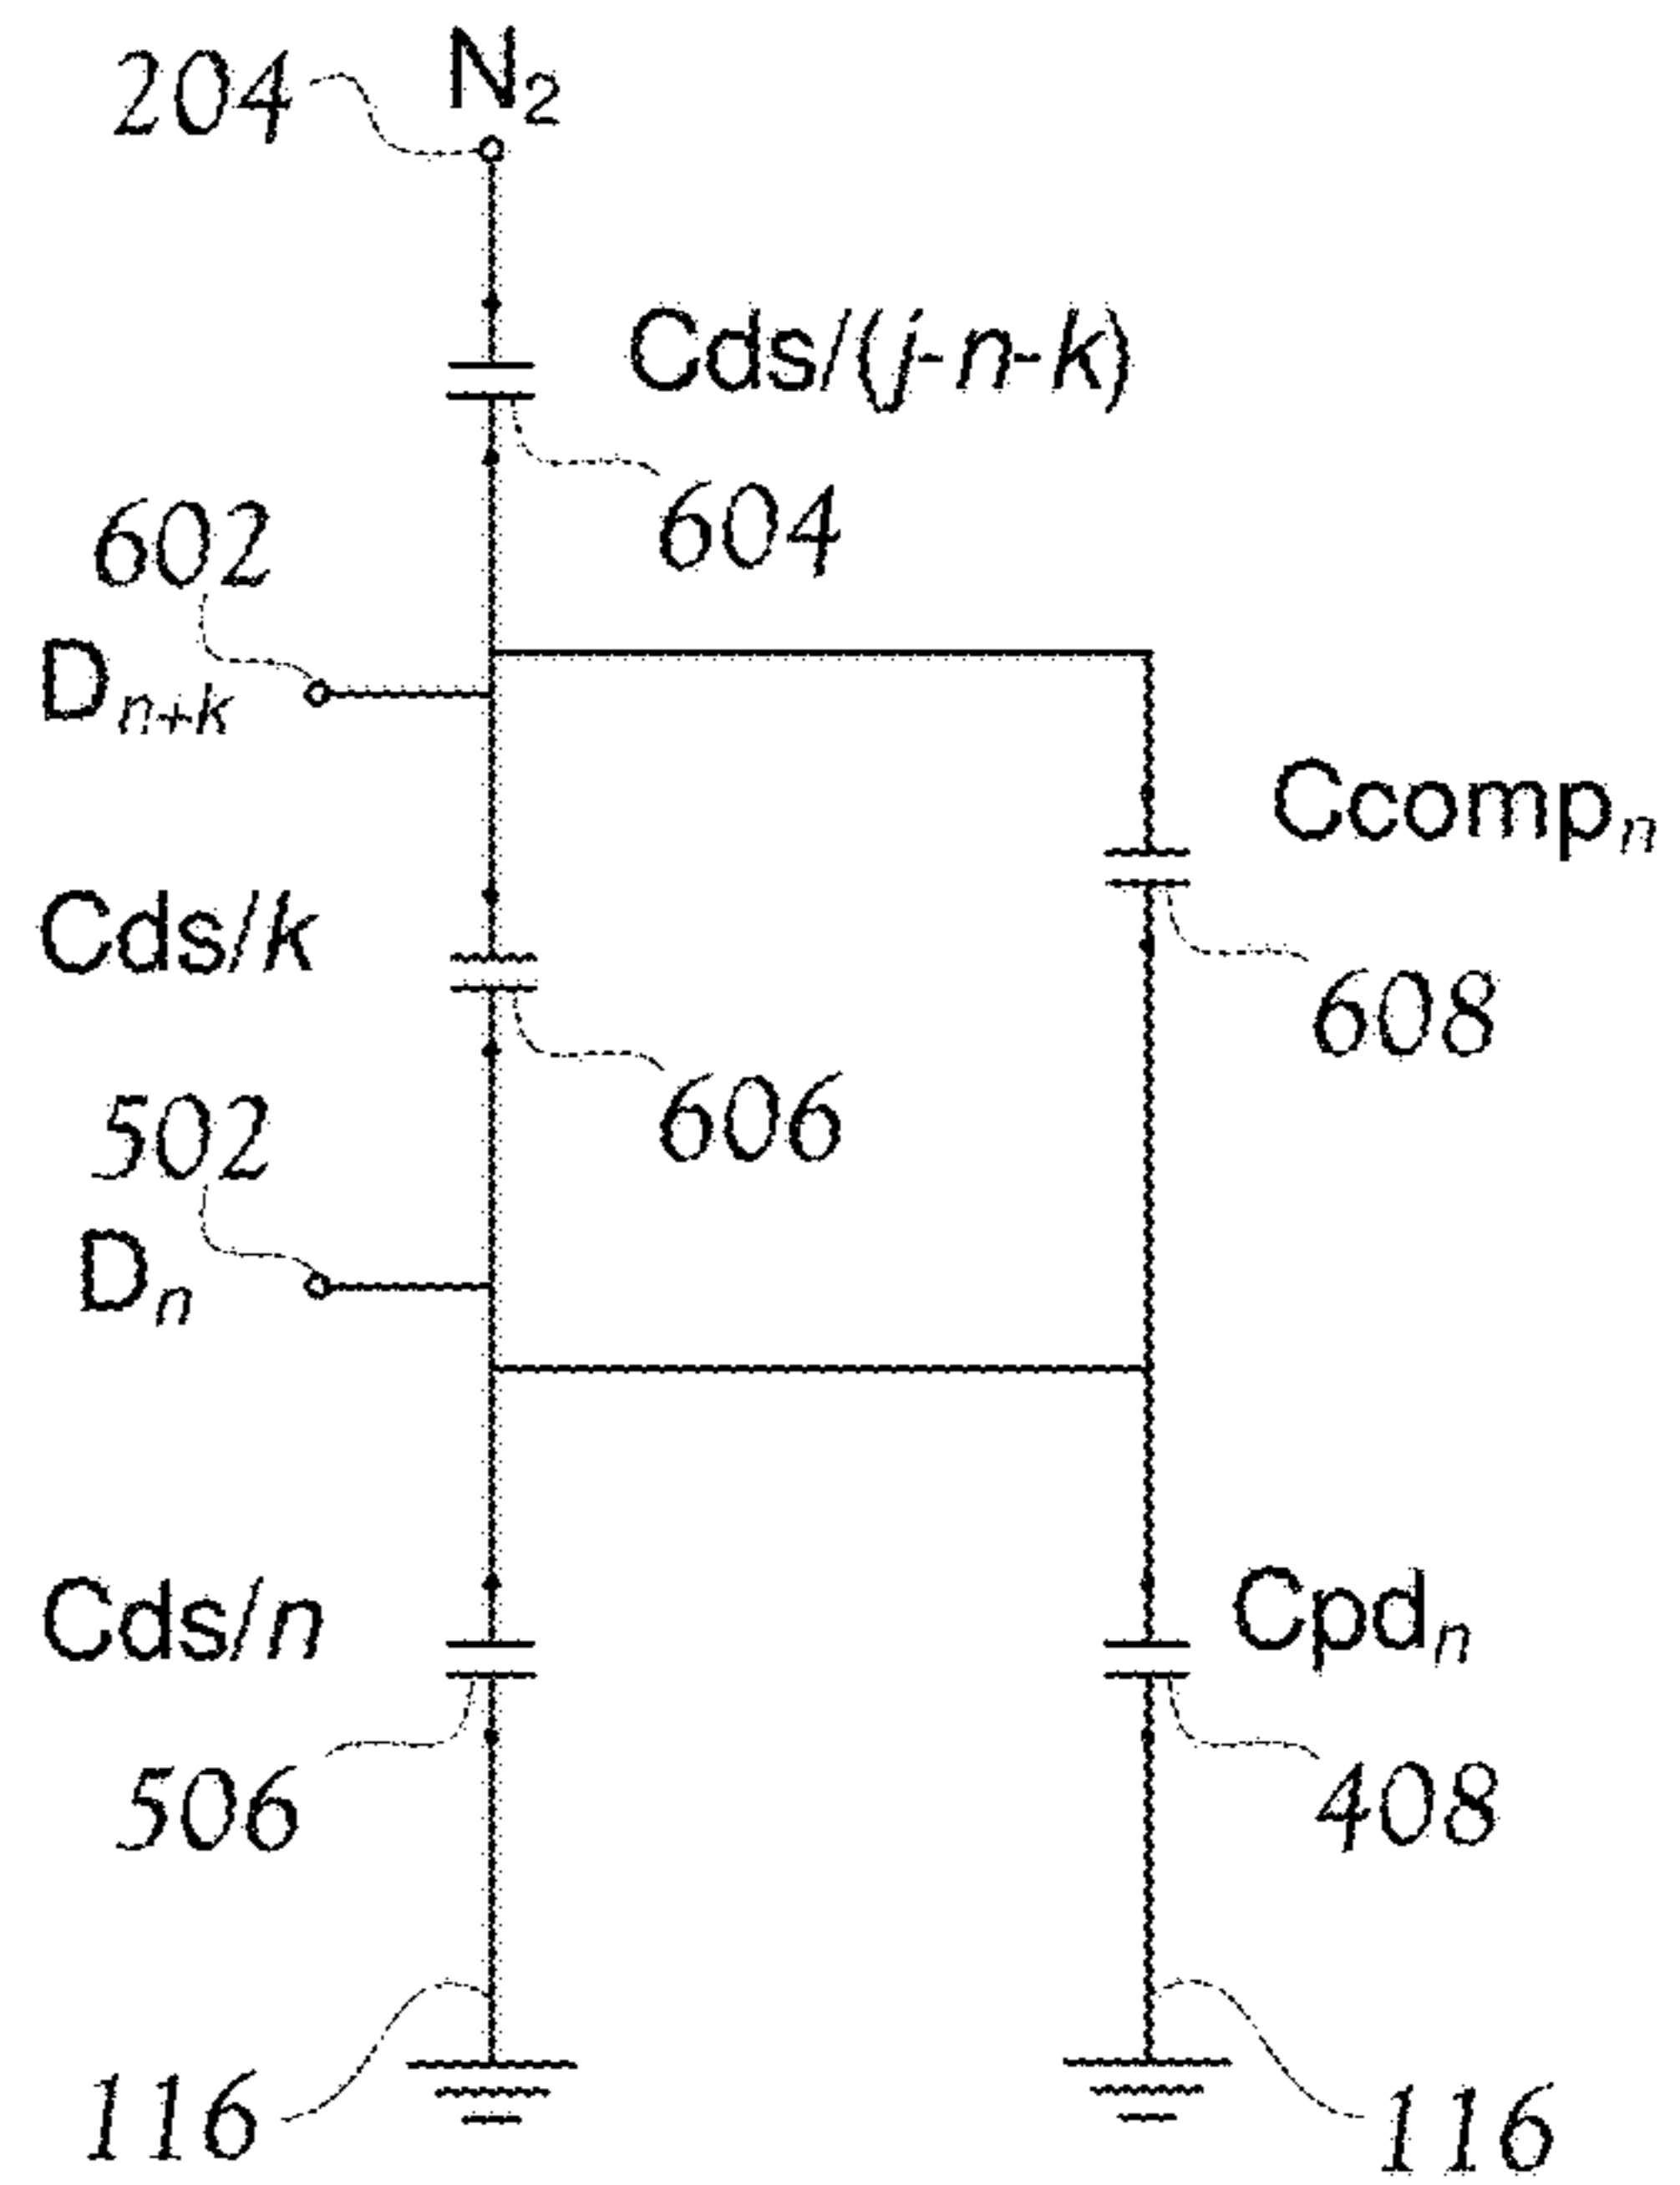 204
N₂
Cds/(j-n-k)
604
602
Dₙ₊ₖ
Ccompₙ
608
Cds/k
606
502
Dₙ
Cds/n
506
Cpdₙ
408
116
116